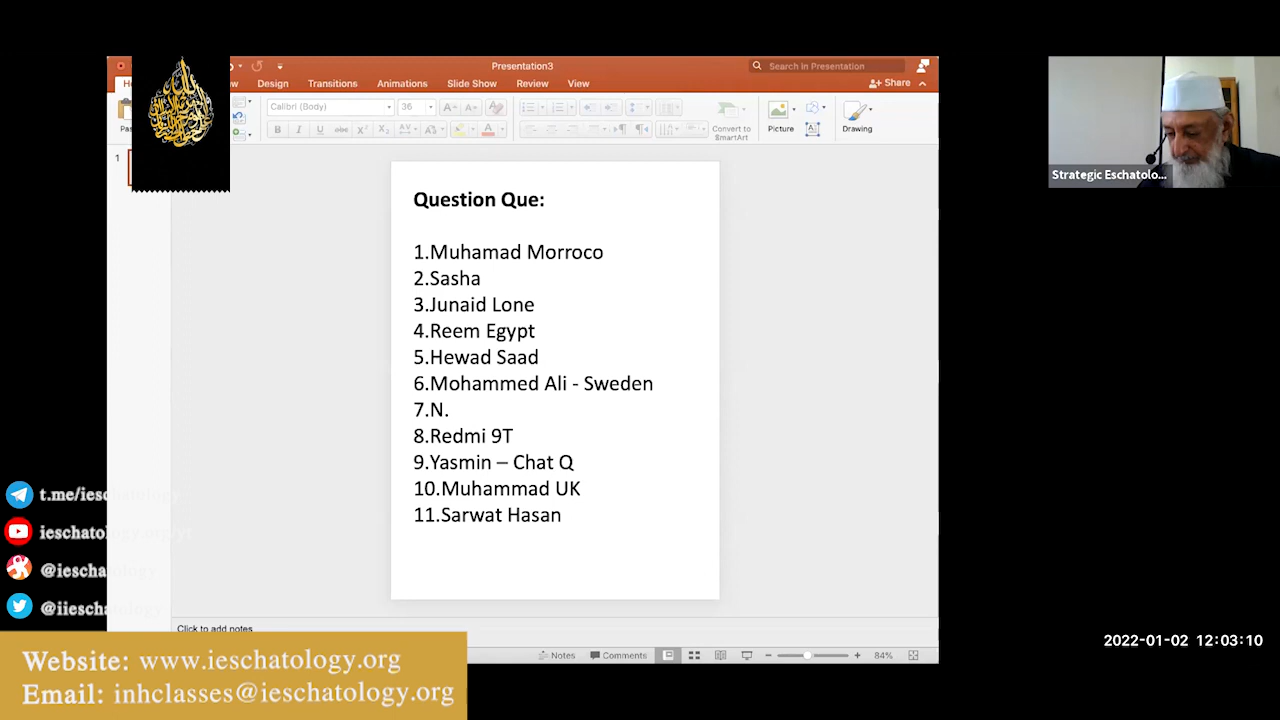 Presentation3
Search in Presentation
Design
Transitions
Animations
Slide Show
Review
View
Share
Calibri (Body)
36
Convert to
SmartArt
Picture
Drawing
1
Question Que:
1.Muhamad Morroco
2.Sasha
3.Junaid Lone
4.Reem Egypt
5.Hewad Saad
6.Mohammed Ali - Sweden
7.N.
8.Redmi 9T
9.Yasmin – Chat Q
10.Muhammad UK
11.Sarwat Hasan
Strategic Eschatolo...
t.me/ieschatology
ieschatology.org/yt
@ieschatology
@iieschatology
Click to add notes
Notes
Comments
84%
2022-01-02 12:03:10
Website: www.ieschatology.org
Email: inhclasses@ieschatology.org